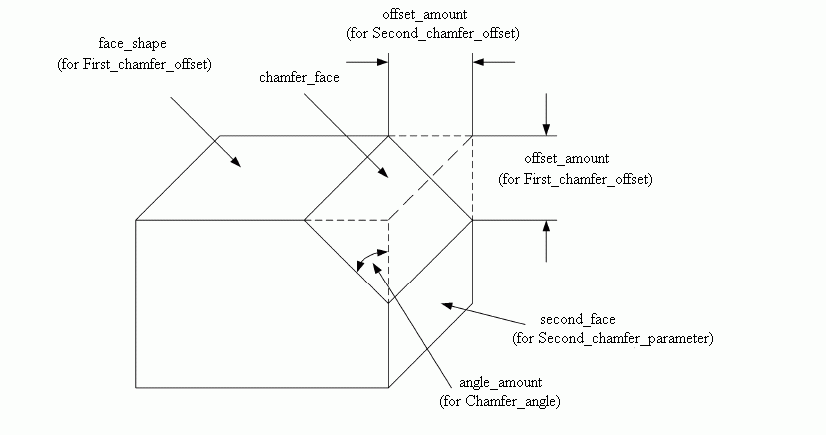 offset_amount
(for Second_chamfer_offset)
face_shape
(for First_chamfer_offset)
chamfer_face
offset_amount
(for First_chamfer_offset)
second_face
(for Second_chamfer_parameter)
angle_amount
(for Chamfer_angle)